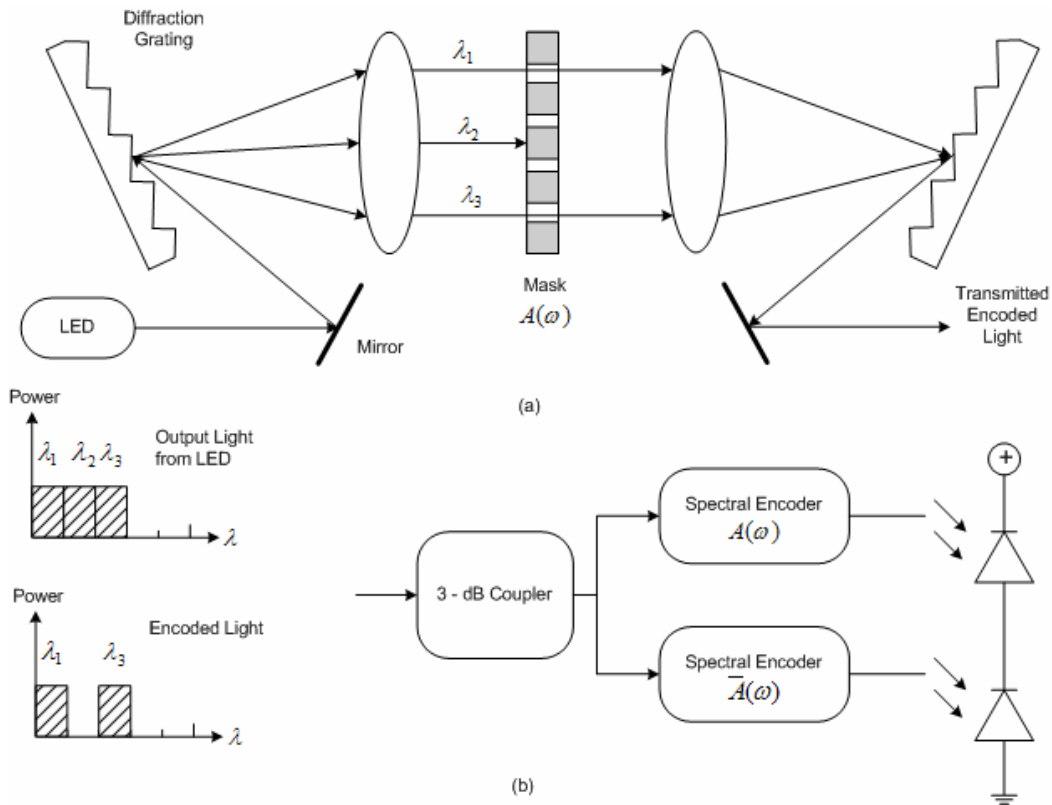 Diffraction
Grating
λ1
λ2
λ3
LED
Mirror
Mask
A(ω)
Transmitted
Encoded
Light
(a)
Power
λ1 λ2 λ3
λ
Output Light
from LED
Power
λ1 λ3
λ
Encoded Light
3 - dB Coupler
Spectral Encoder
A(ω)
Spectral Encoder
A̅(ω)
+
(b)